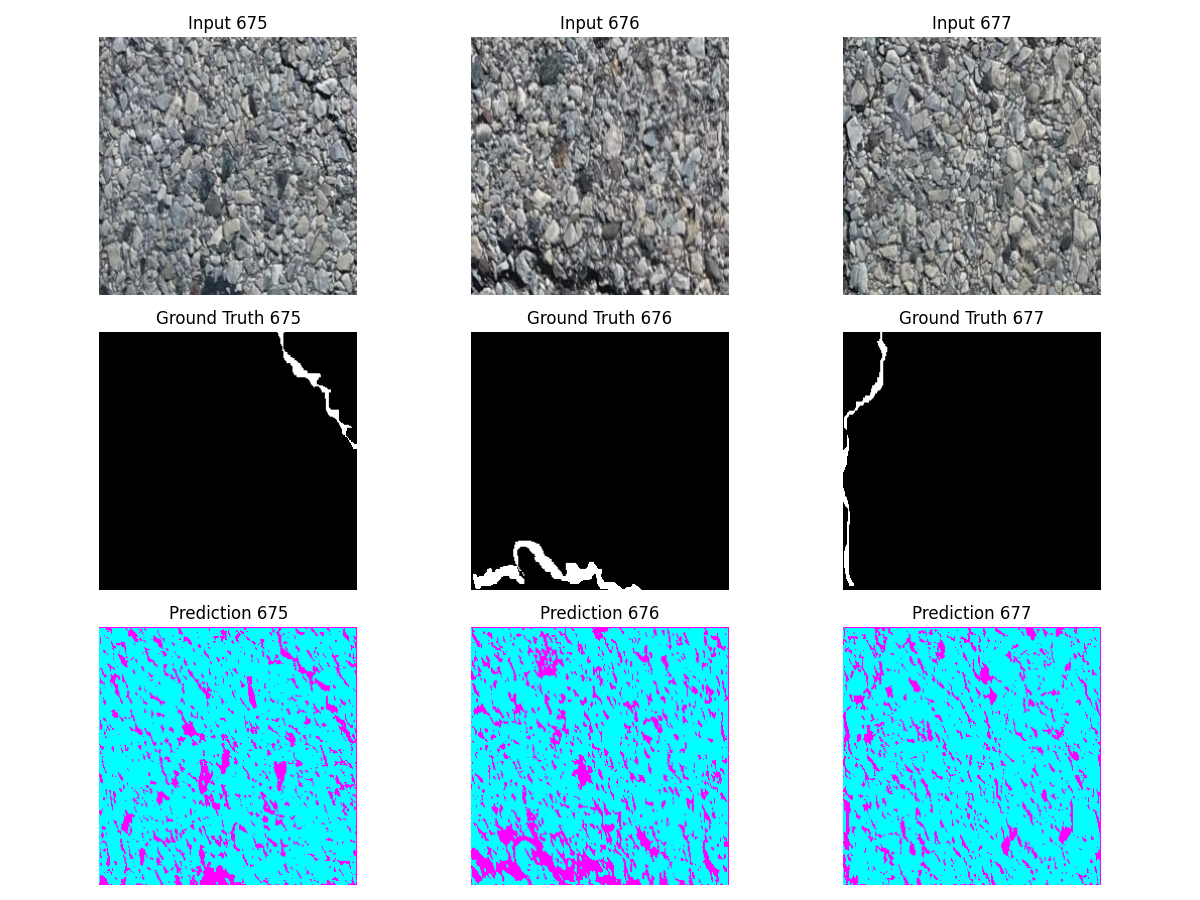 Input 675
Input 676
Input 677
Ground Truth 675
Ground Truth 676
Ground Truth 677
Prediction 675
Prediction 676
Prediction 677